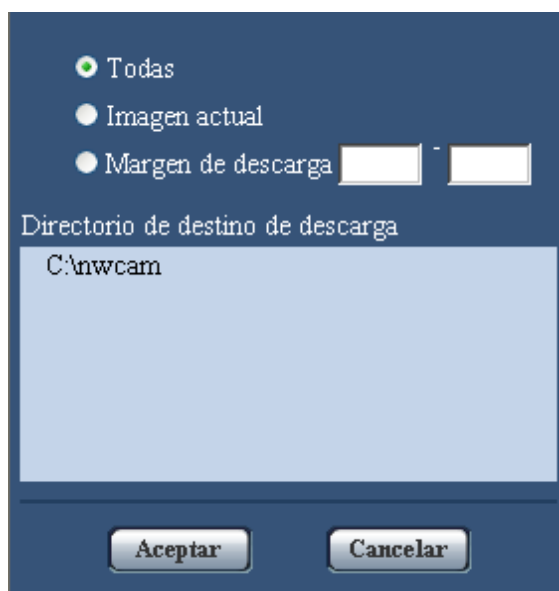 Todas
Imagen actual
Margen de descarga -
Directorio de destino de descarga
C:\nwcam
Aceptar Cancelar